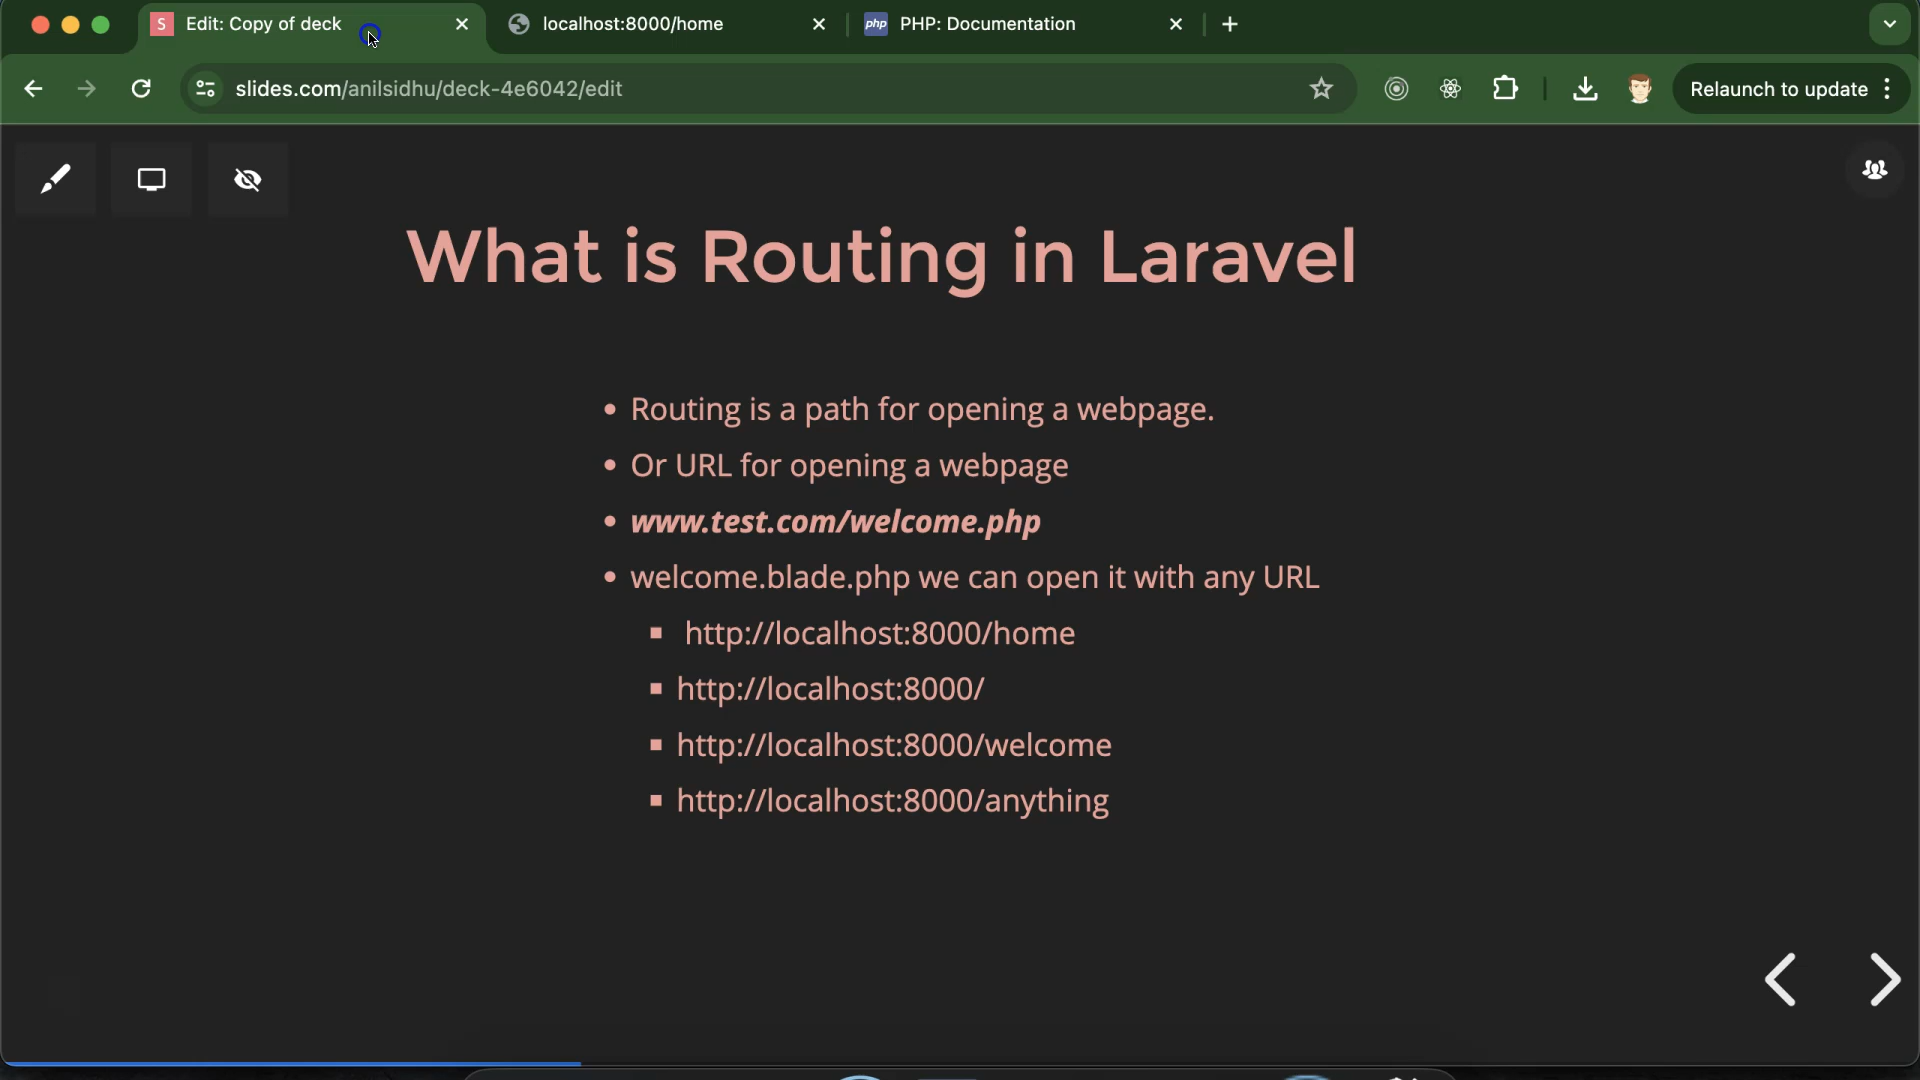 S Edit: Copy of deck
localhost:8000/home
php PHP: Documentation
slides.com/anilsidhu/deck-4e6042/edit
Relaunch to update
What is Routing in Laravel
• Routing is a path for opening a webpage.
• Or URL for opening a webpage
• www.test.com/welcome.php
• welcome.blade.php we can open it with any URL
▪ http://localhost:8000/home
▪ http://localhost:8000/
▪ http://localhost:8000/welcome
▪ http://localhost:8000/anything